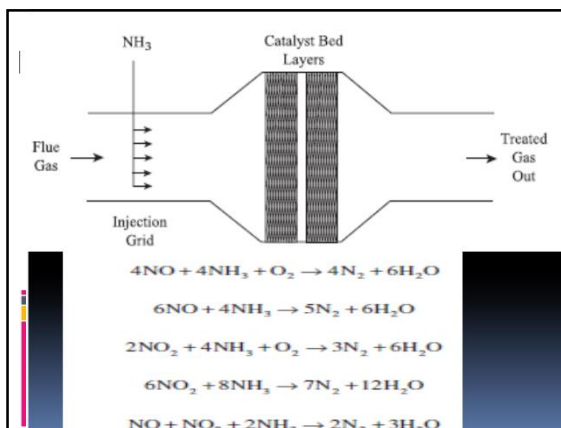 NH₃
Catalyst Bed
Layers
Flue
Gas
Treated
Gas
Out
Injection
Grid
4NO + 4NH₃ + O₂ → 4N₂ + 6H₂O
6NO + 4NH₃ → 5N₂ + 6H₂O
2NO₂ + 4NH₃ + O₂ → 3N₂ + 6H₂O
6NO₂ + 8NH₃ → 7N₂ + 12H₂O
NO + NO₂ + 2NH₃ → 2N₂ + 3H₂O